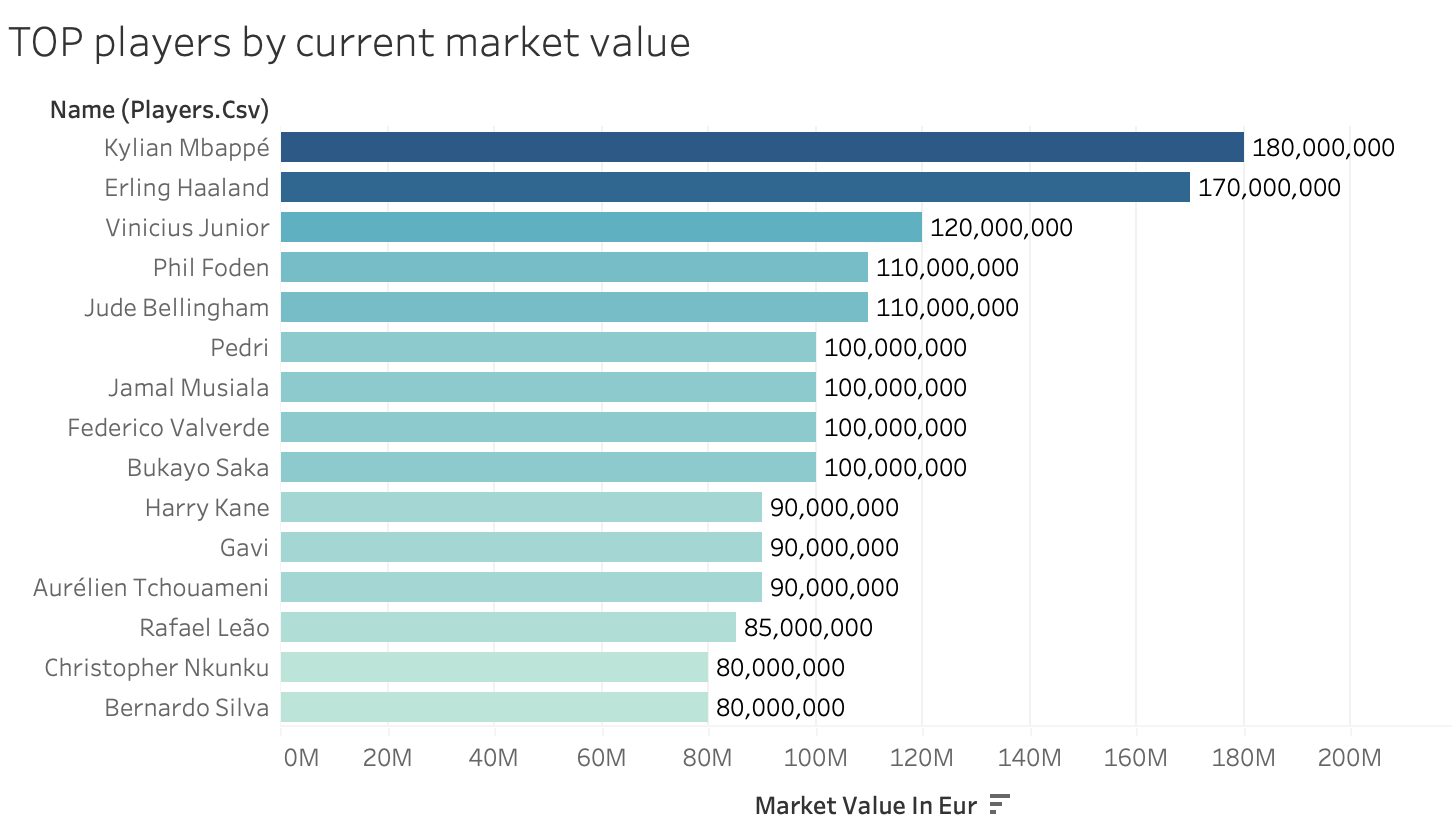 TOP players by current market value
Name (Players.Csv)
Kylian Mbappé 180,000,000
Erling Haaland 170,000,000
Vinicius Junior 120,000,000
Phil Foden 110,000,000
Jude Bellingham 110,000,000
Pedri 100,000,000
Jamal Musiala 100,000,000
Federico Valverde 100,000,000
Bukayo Saka 100,000,000
Harry Kane 90,000,000
Gavi 90,000,000
Aurélien Tchouameni 90,000,000
Rafael Leão 85,000,000
Christopher Nkunku 80,000,000
Bernardo Silva 80,000,000
0M 20M 40M 60M 80M 100M 120M 140M 160M 180M 200M
Market Value In Eur